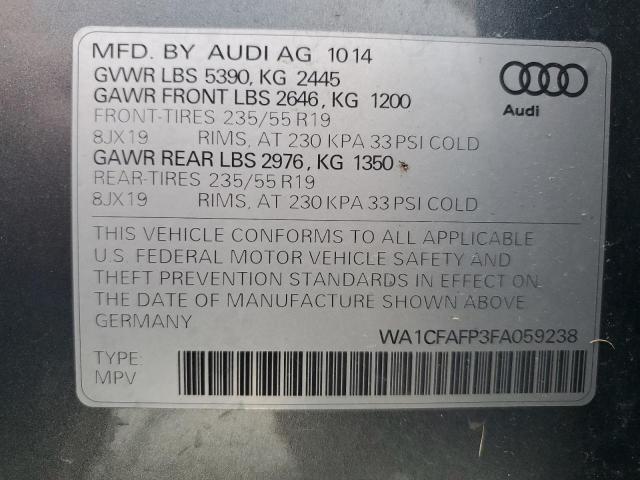 MFD. BY AUDI AG 1014
GVWR LBS 5390, KG 2445
GAWR FRONT LBS 2646, KG 1200
FRONT-TIRES 235/55 R19
8JX19 RIMS, AT 230 KPA 33 PSI COLD
GAWR REAR LBS 2976, KG 1350
REAR-TIRES 235/55 R19
8JX19 RIMS, AT 230 KPA 33 PSI COLD
Audi
THIS VEHICLE CONFORMS TO ALL APPLICABLE
U.S. FEDERAL MOTOR VEHICLE SAFETY AND
THEFT PREVENTION STANDARDS IN EFFECT ON
THE DATE OF MANUFACTURE SHOWN ABOVE
GERMANY
WA1CFAFP3FA059238
TYPE:
MPV